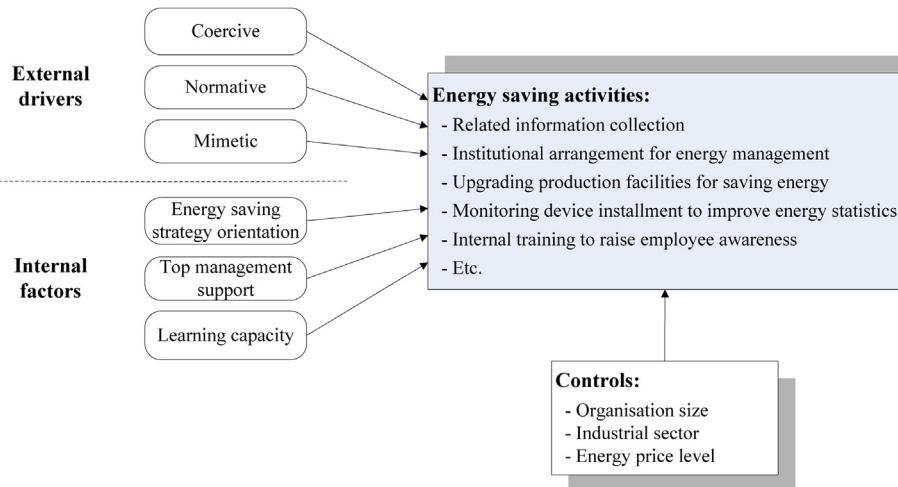 External
drivers
Coercive
Normative
Mimetic
Internal
factors
Energy saving
strategy orientation
Top management
support
Learning capacity
Energy saving activities:
- Related information collection
- Institutional arrangement for energy management
- Upgrading production facilities for saving energy
- Monitoring device installment to improve energy statistics
- Internal training to raise employee awareness
- Etc.
Controls:
- Organisation size
- Industrial sector
- Energy price level